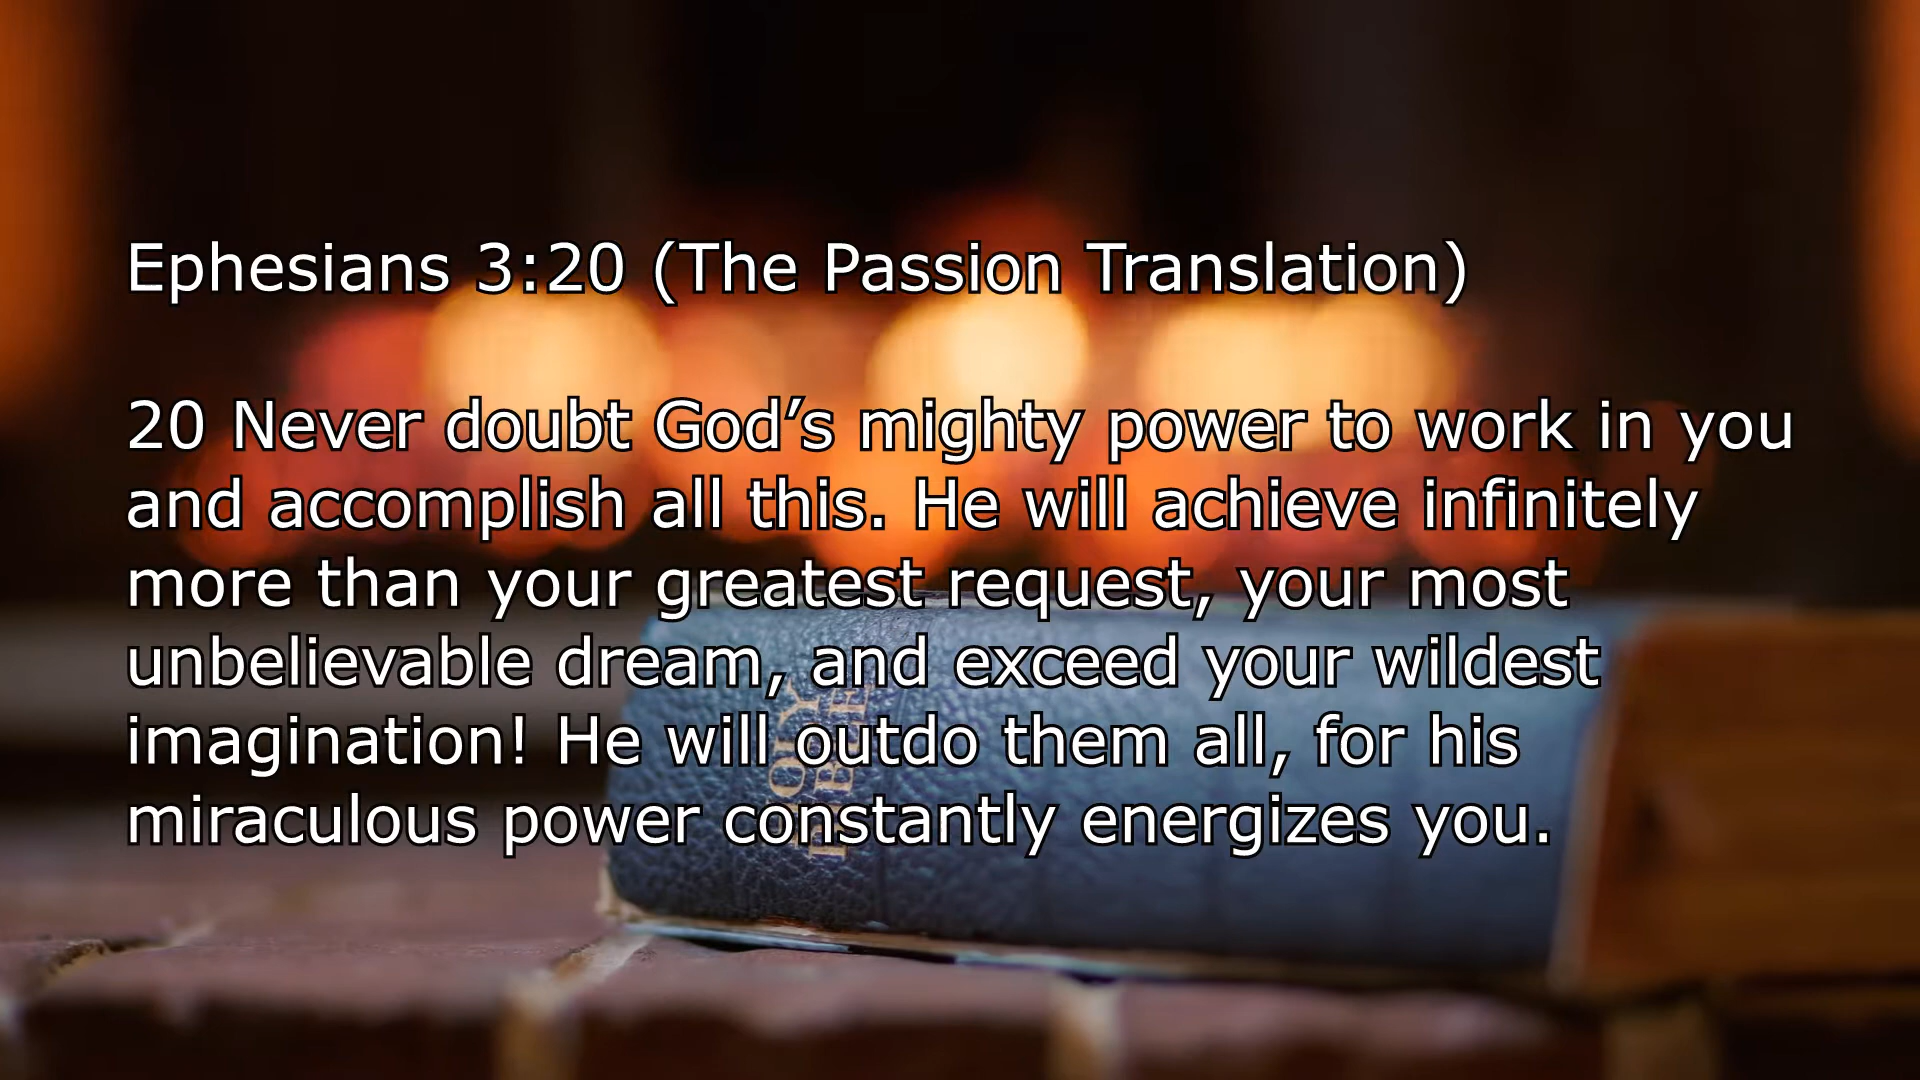 Ephesians 3:20 (The Passion Translation)
20 Never doubt God’s mighty power to work in you
and accomplish all this. He will achieve infinitely
more than your greatest request, your most
unbelievable dream, and exceed your wildest
imagination! He will outdo them all, for his
miraculous power constantly energizes you.
HOLY
BIBLE